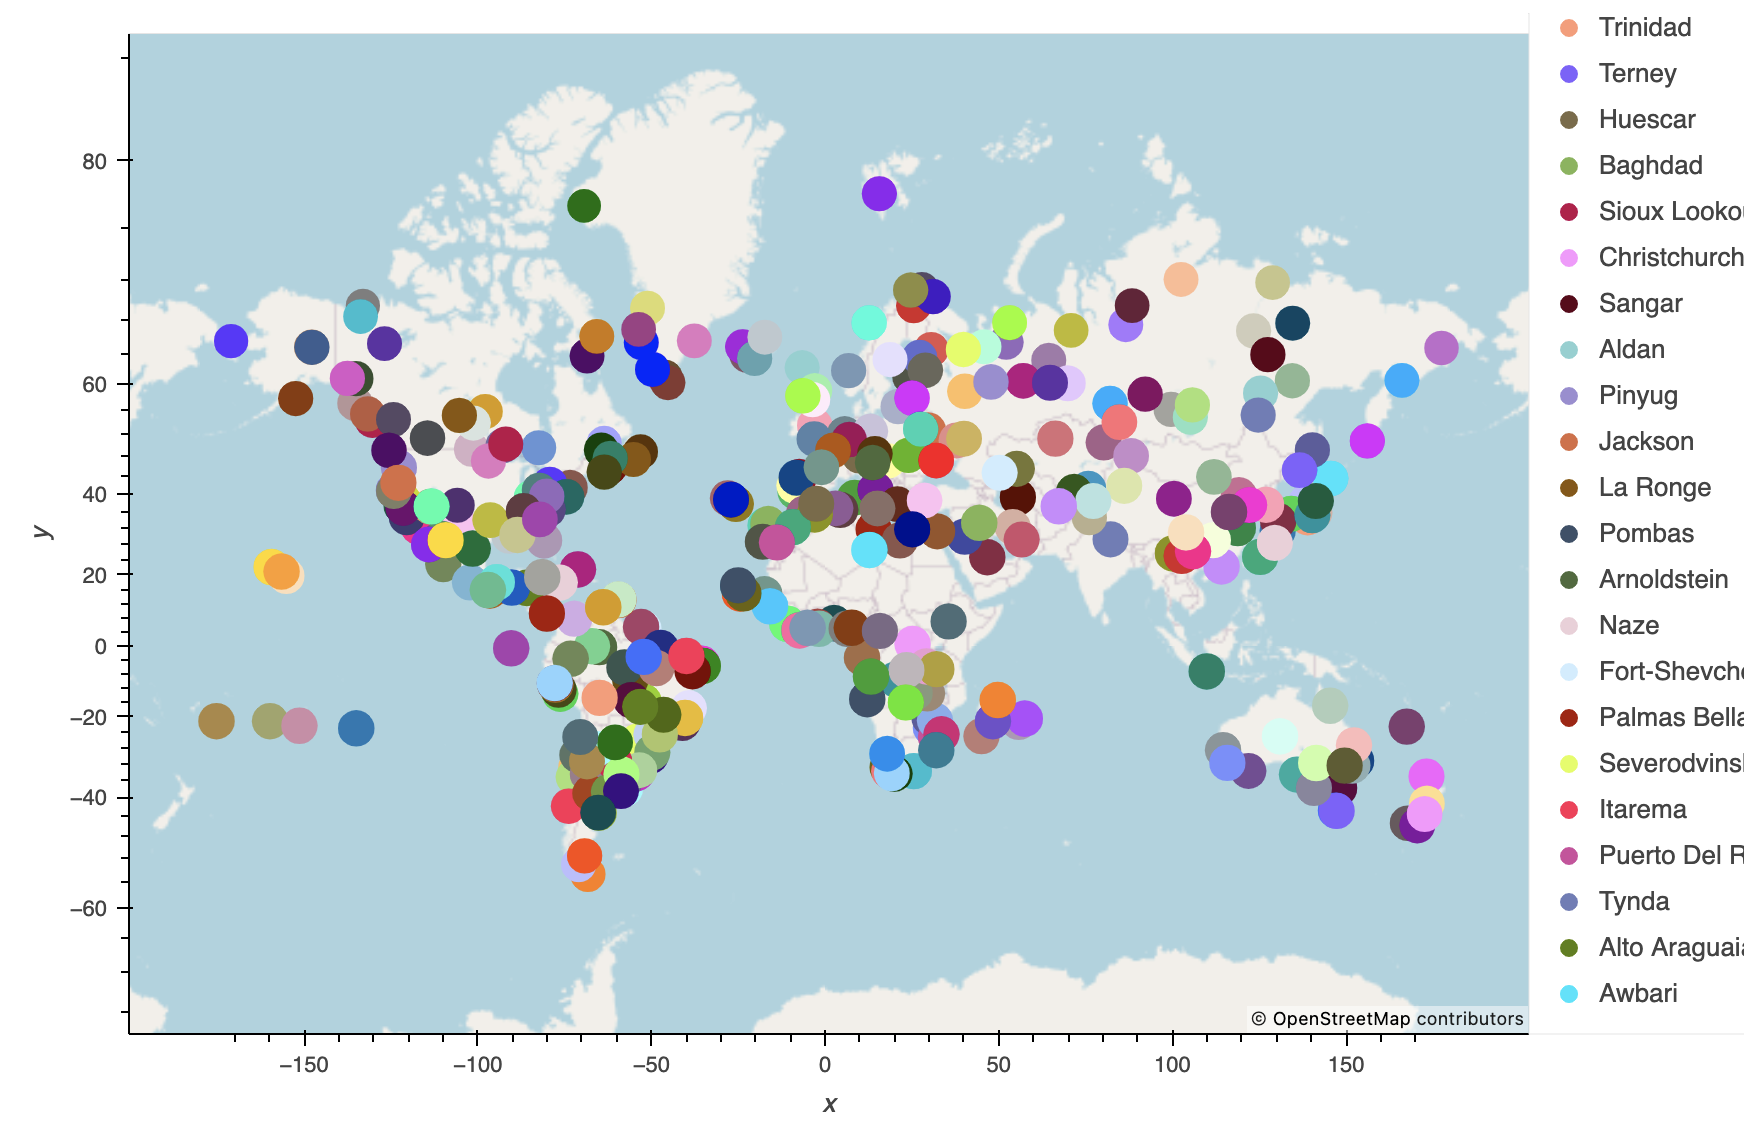 Trinidad
Terney
Huescar
Baghdad
Sioux Looko
Christchurch
Sangar
Aldan
Pinyug
Jackson
La Ronge
Pombas
Arnoldstein
Naze
Fort-Shevche
Palmas Bella
Severodvins
Itarema
Puerto Del R
Tynda
Alto Araguai
Awbari
80
60
40
20
0
−20
−40
−60
y
© OpenStreetMap contributors
−150
−100
−50
0
50
100
150
x